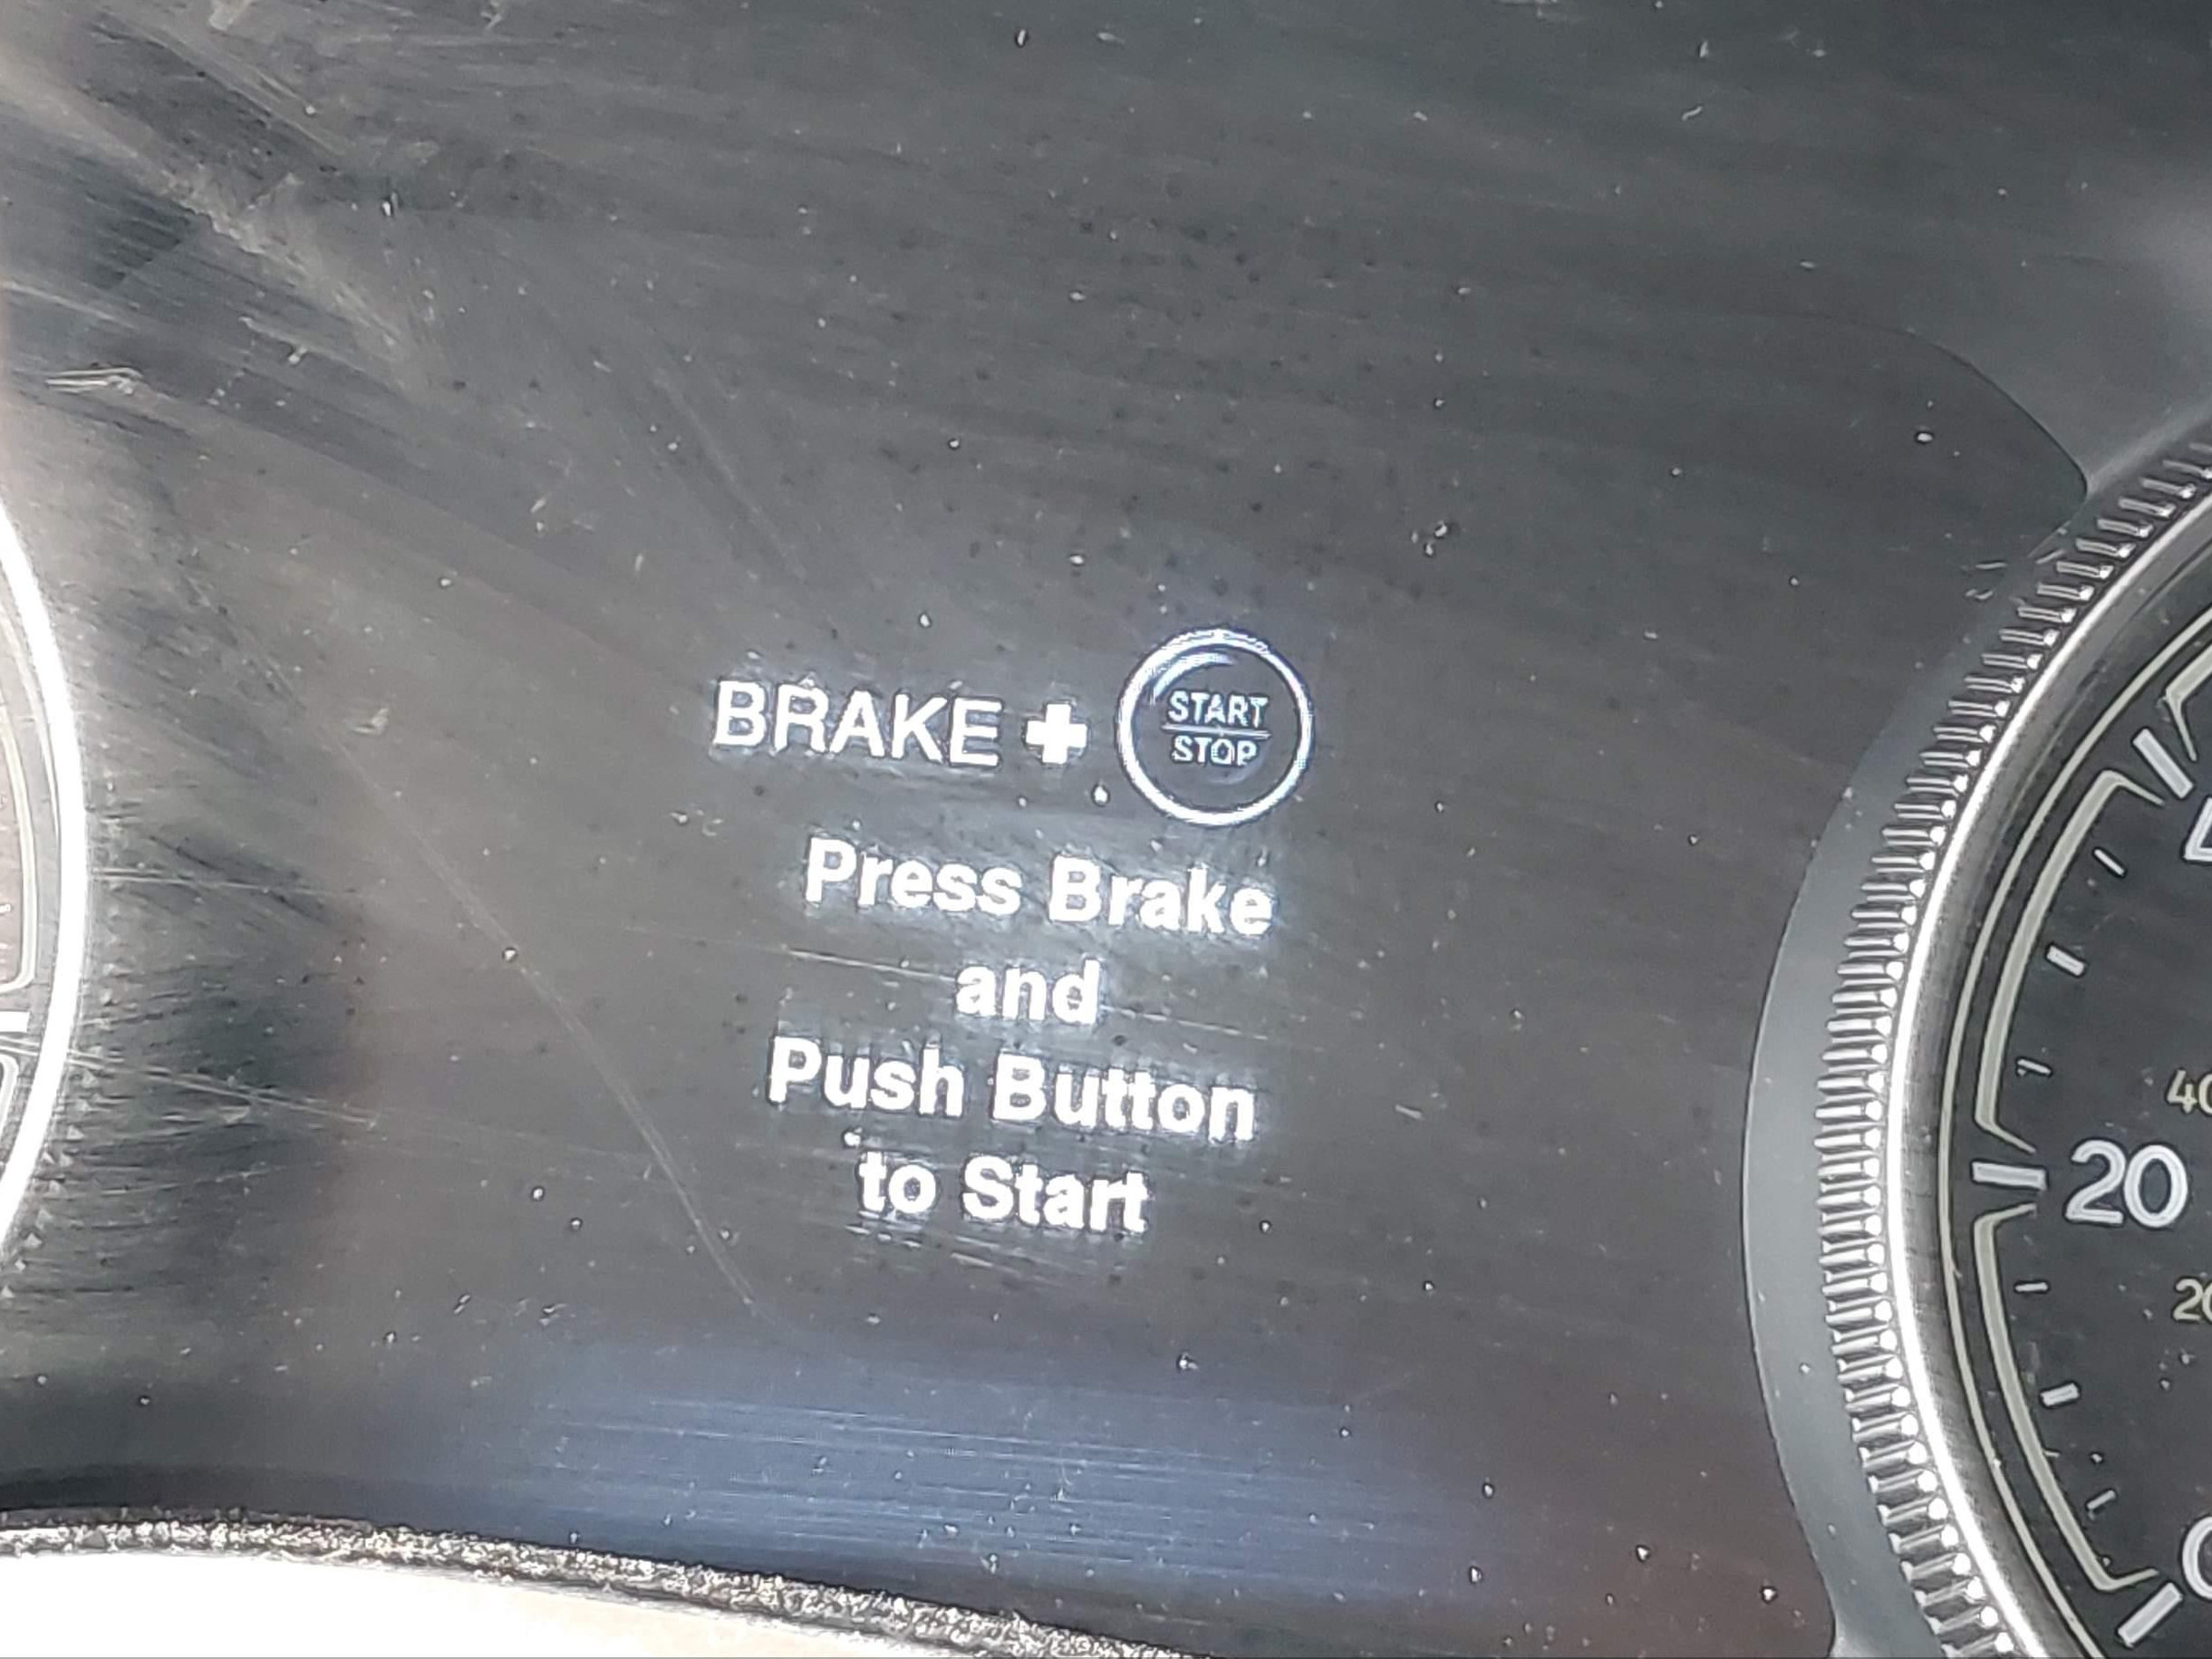 BRAKE + START
STOP
Press Brake
and
Push Button
to Start
20